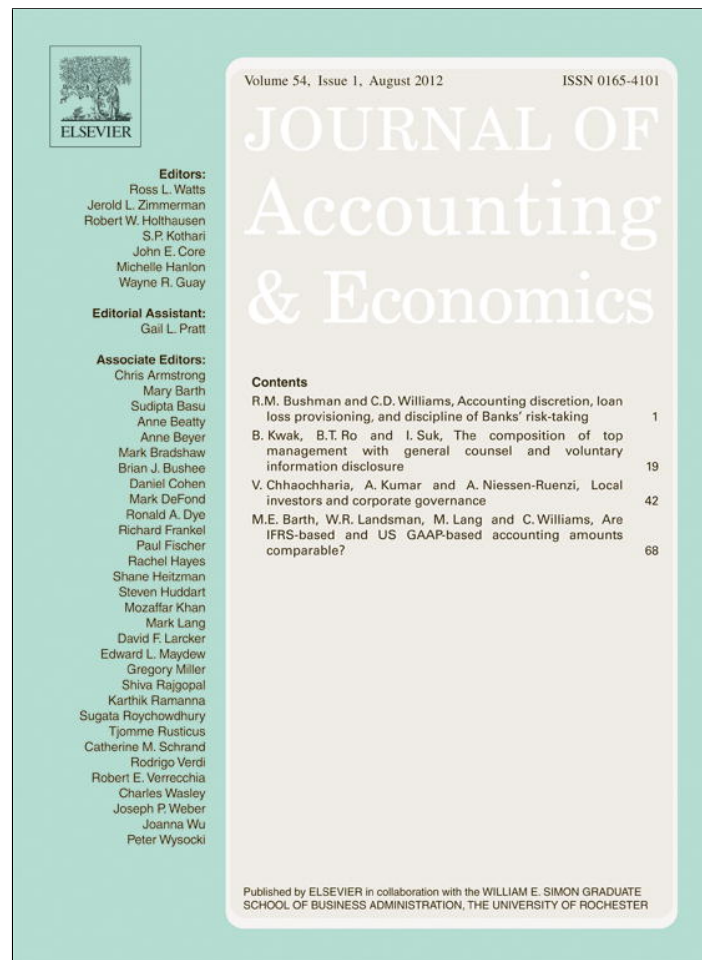 ELSEVIER
Editors:
Ross L. Watts
Jerold L. Zimmerman
Robert W. Holthausen
S.P. Kothari
John E. Core
Michelle Hanlon
Wayne R. Guay
Editorial Assistant:
Gail L. Pratt
Associate Editors:
Chris Armstrong
Mary Barth
Sudipta Basu
Anne Beatty
Anne Beyer
Mark Bradshaw
Brian J. Bushee
Daniel Cohen
Mark DeFond
Ronald A. Dye
Richard Frankel
Paul Fischer
Rachel Hayes
Shane Heitzman
Steven Huddart
Mozaffar Khan
Mark Lang
David F. Larcker
Edward L. Maydew
Gregory Miller
Shiva Rajgopal
Karthik Ramanna
Sugata Roychowdhury
Tjomme Rusticus
Catherine M. Schrand
Rodrigo Verdi
Robert E. Verrecchia
Charles Wasley
Joseph P. Weber
Joanna Wu
Peter Wysocki
Volume 54, Issue 1, August 2012 ISSN 0165-4101
JOURNAL OF
Accounting
& Economics
Contents
R.M. Bushman and C.D. Williams, Accounting discretion, loan
loss provisioning, and discipline of Banks' risk-taking 1
B. Kwak, B.T. Ro and I. Suk, The composition of top
management with general counsel and voluntary
information disclosure 19
V. Chhaochharia, A. Kumar and A. Niessen-Ruenzi, Local
investors and corporate governance 42
M.E. Barth, W.R. Landsman, M. Lang and C. Williams, Are
IFRS-based and US GAAP-based accounting amounts
comparable? 68
Published by ELSEVIER in collaboration with the WILLIAM E. SIMON GRADUATE
SCHOOL OF BUSINESS ADMINISTRATION, THE UNIVERSITY OF ROCHESTER